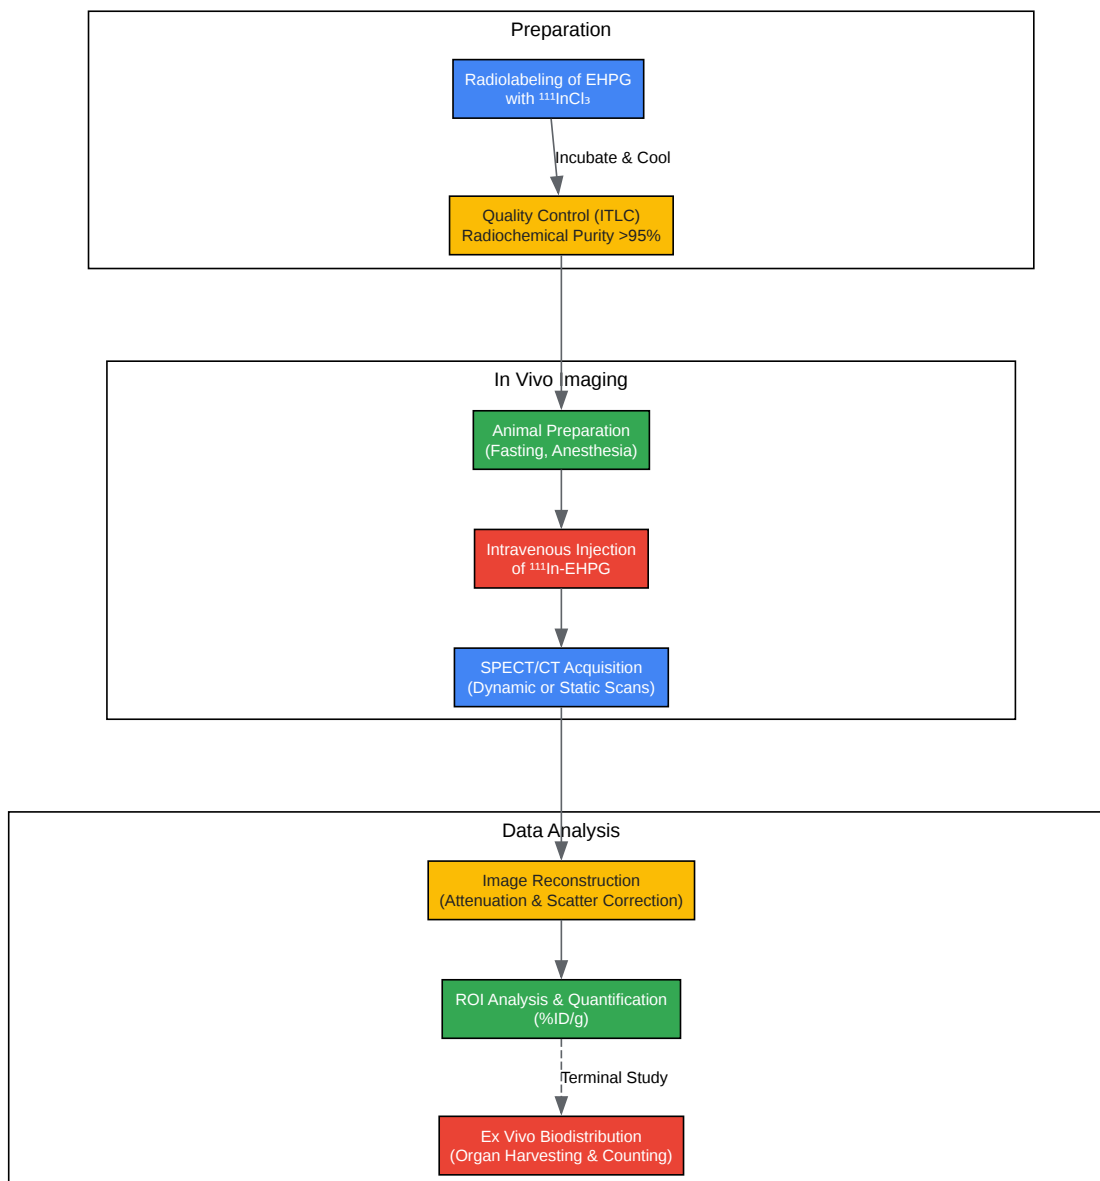 Preparation
Radiolabeling of EHPG
with ¹¹¹InCl₃
Incubate & Cool
Quality Control (ITLC)
Radiochemical Purity >95%
In Vivo Imaging
Animal Preparation
(Fasting, Anesthesia)
Intravenous Injection
of ¹¹¹In-EHPG
SPECT/CT Acquisition
(Dynamic or Static Scans)
Data Analysis
Image Reconstruction
(Attenuation & Scatter Correction)
ROI Analysis & Quantification
(%ID/g)
Terminal Study
Ex Vivo Biodistribution
(Organ Harvesting & Counting)